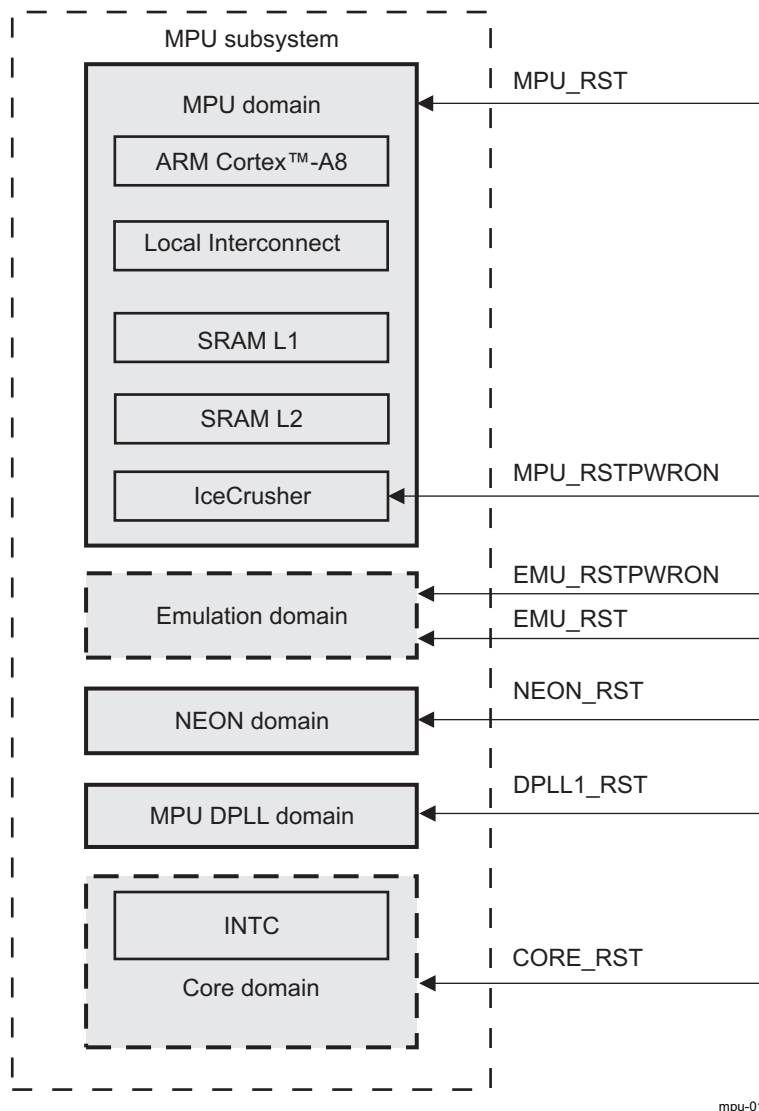 MPU subsystem
MPU domain
MPU_RST
ARM Cortex™-A8
Local Interconnect
SRAM L1
SRAM L2
IceCrusher
MPU_RSTPWRON
EMU_RSTPWRON
Emulation domain
EMU_RST
NEON_RST
NEON domain
DPLL1_RST
MPU DPLL domain
INTC
CORE_RST
Core domain